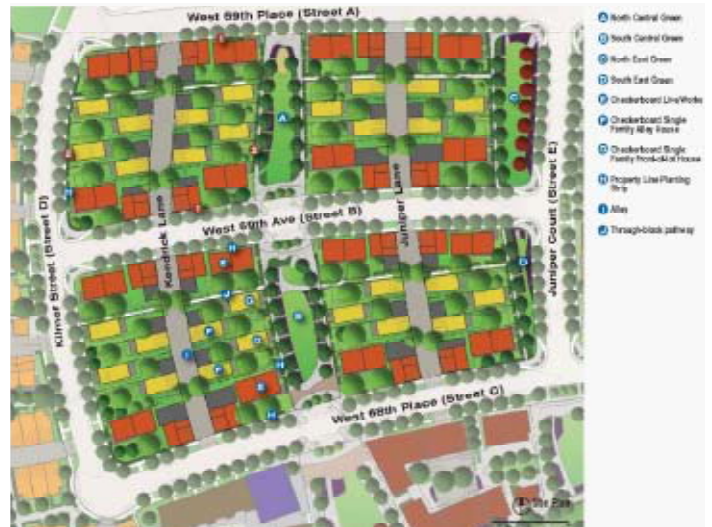 West 69th Place (Street A)
A North Central Green
B South Central Green
C North East Green
D South East Green
E Checkerboard Live/Works
F Checkerboard Single
Family Alley House
G Checkerboard Single
Family Front-of-lot House
H Property Line Planting
Strip
I Alley
J Through-block pathway
C
A
Kilmer Street (Street D)
Kendrick Lane
Juniper Lane
Juniper Court (Street E)
H
West 69th Ave (Street B)
H
E
D
J
G
B
F
I
G
F
H
E
H
West 68th Place (Street C)
Site Plan